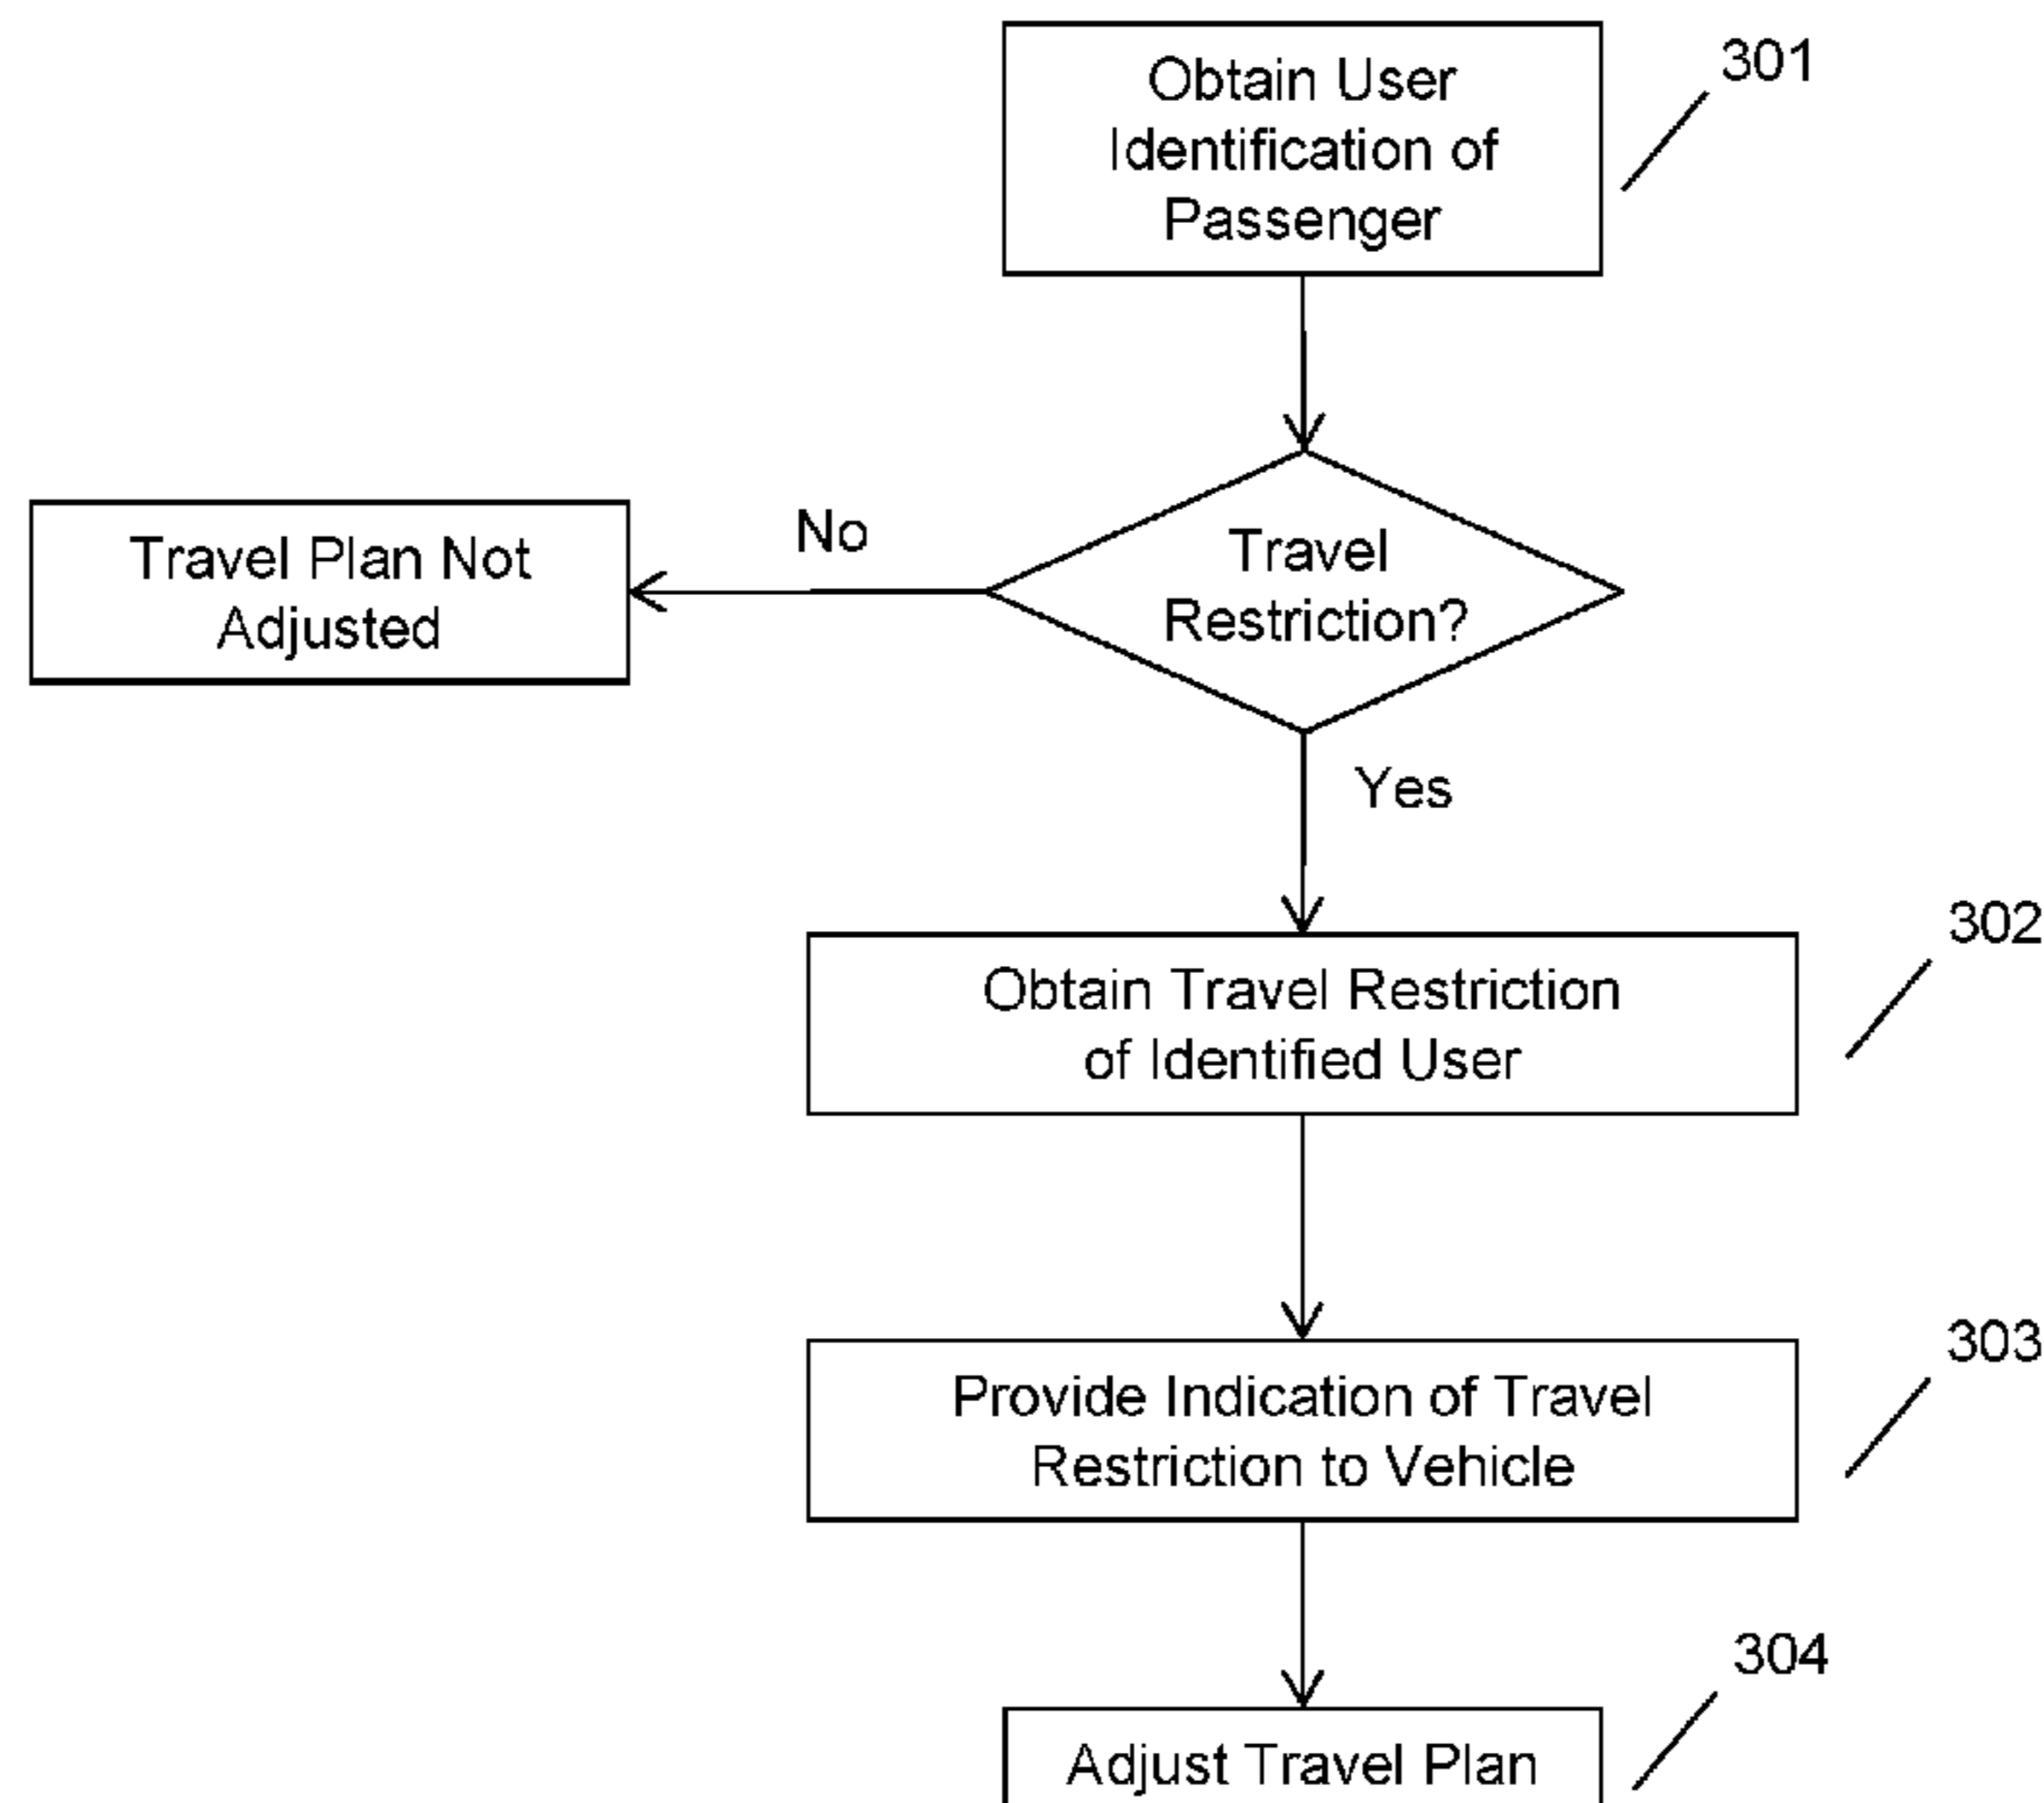 Obtain User
Identification of
Passenger
301
Travel
Restriction?
No
Travel Plan Not
Adjusted
Yes
302
Obtain Travel Restriction
of Identified User
303
Provide Indication of Travel
Restriction to Vehicle
304
Adjust Travel Plan